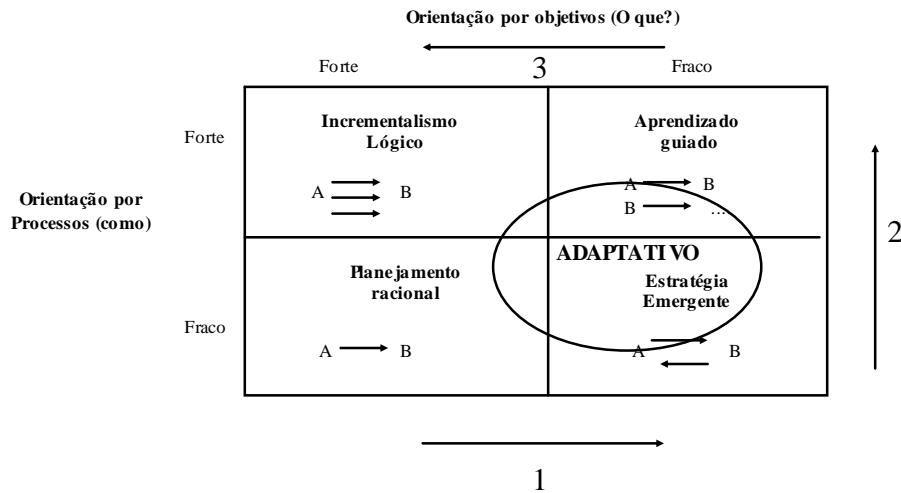 Orientação por objetivos (O que?)
Forte 3 Fraco
Forte
Incrementalismo
Lógico
A B
Aprendizado
guiado
A B
B ...
Orientação por
Processos (como)
2
Fraco
Planejamento
racional
A B
ADAPTATIVO
Estratégia
Emergente
A B
1